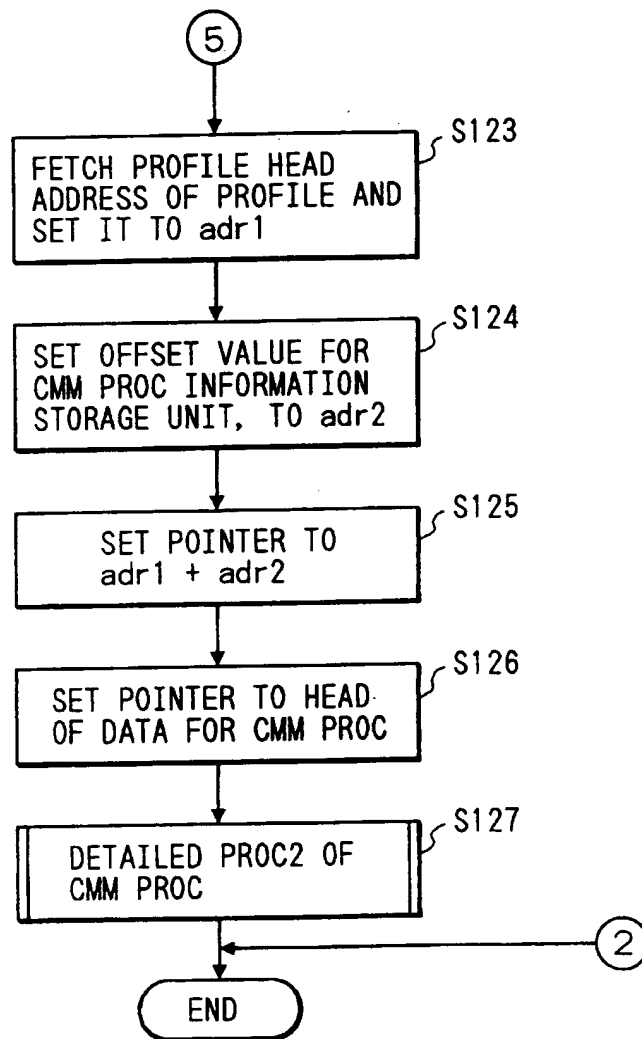 5
S123
FETCH PROFILE HEAD
ADDRESS OF PROFILE AND
SET IT TO adr1
S124
SET OFFSET VALUE FOR
CMM PROC INFORMATION
STORAGE UNIT, TO adr2
S125
SET POINTER TO
adr1 + adr2
S126
SET POINTER TO HEAD
OF DATA FOR CMM PROC
S127
DETAILED PROC2 OF
CMM PROC
2
END